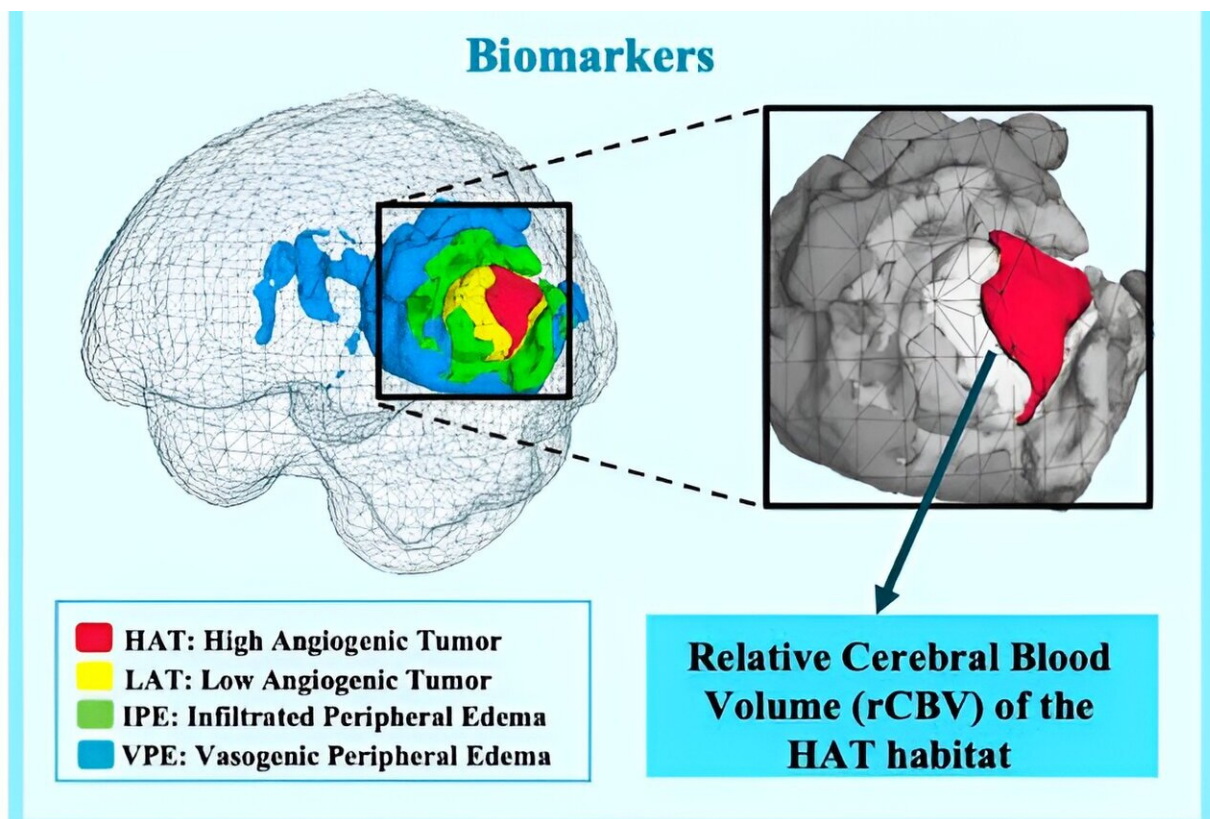 Biomarkers
HAT: High Angiogenic Tumor
LAT: Low Angiogenic Tumor
IPE: Infiltrated Peripheral Edema
VPE: Vasogenic Peripheral Edema
Relative Cerebral Blood
Volume (rCBV) of the
HAT habitat